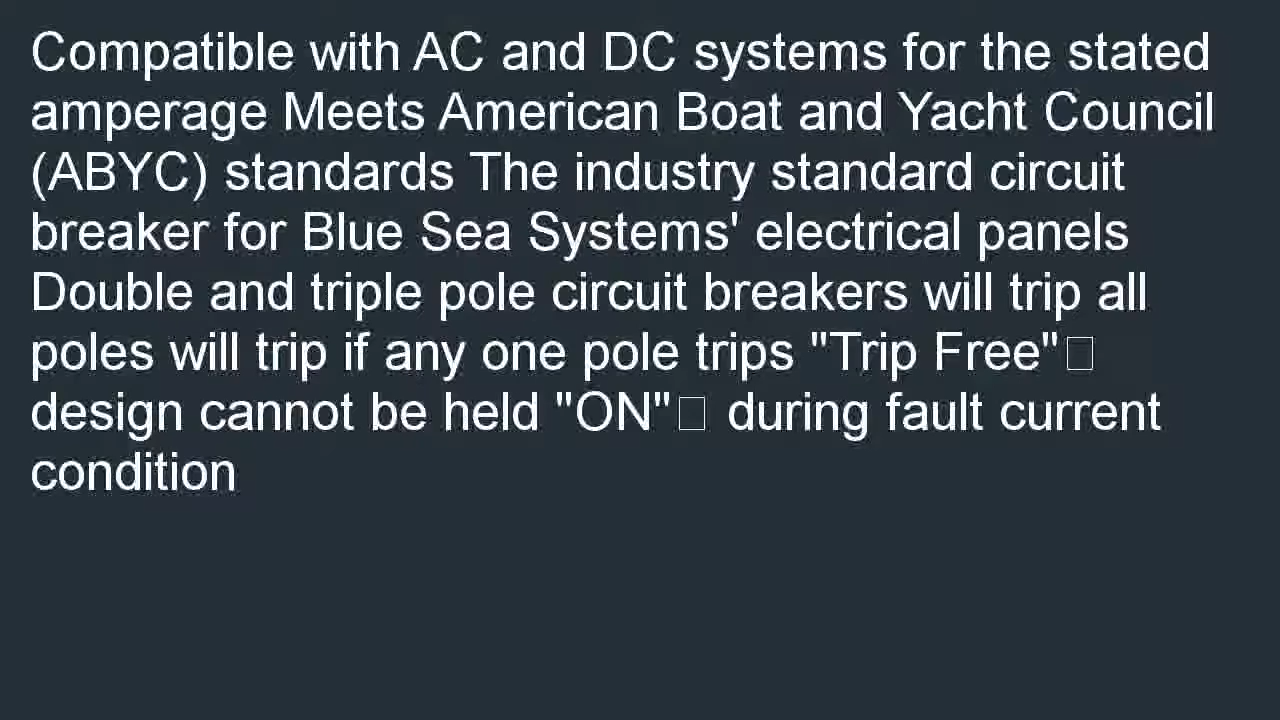 Compatible with AC and DC systems for the stated
amperage Meets American Boat and Yacht Council
(ABYC) standards The industry standard circuit
breaker for Blue Sea Systems' electrical panels
Double and triple pole circuit breakers will trip all
poles will trip if any one pole trips "Trip Free"□
design cannot be held "ON"□ during fault current
condition